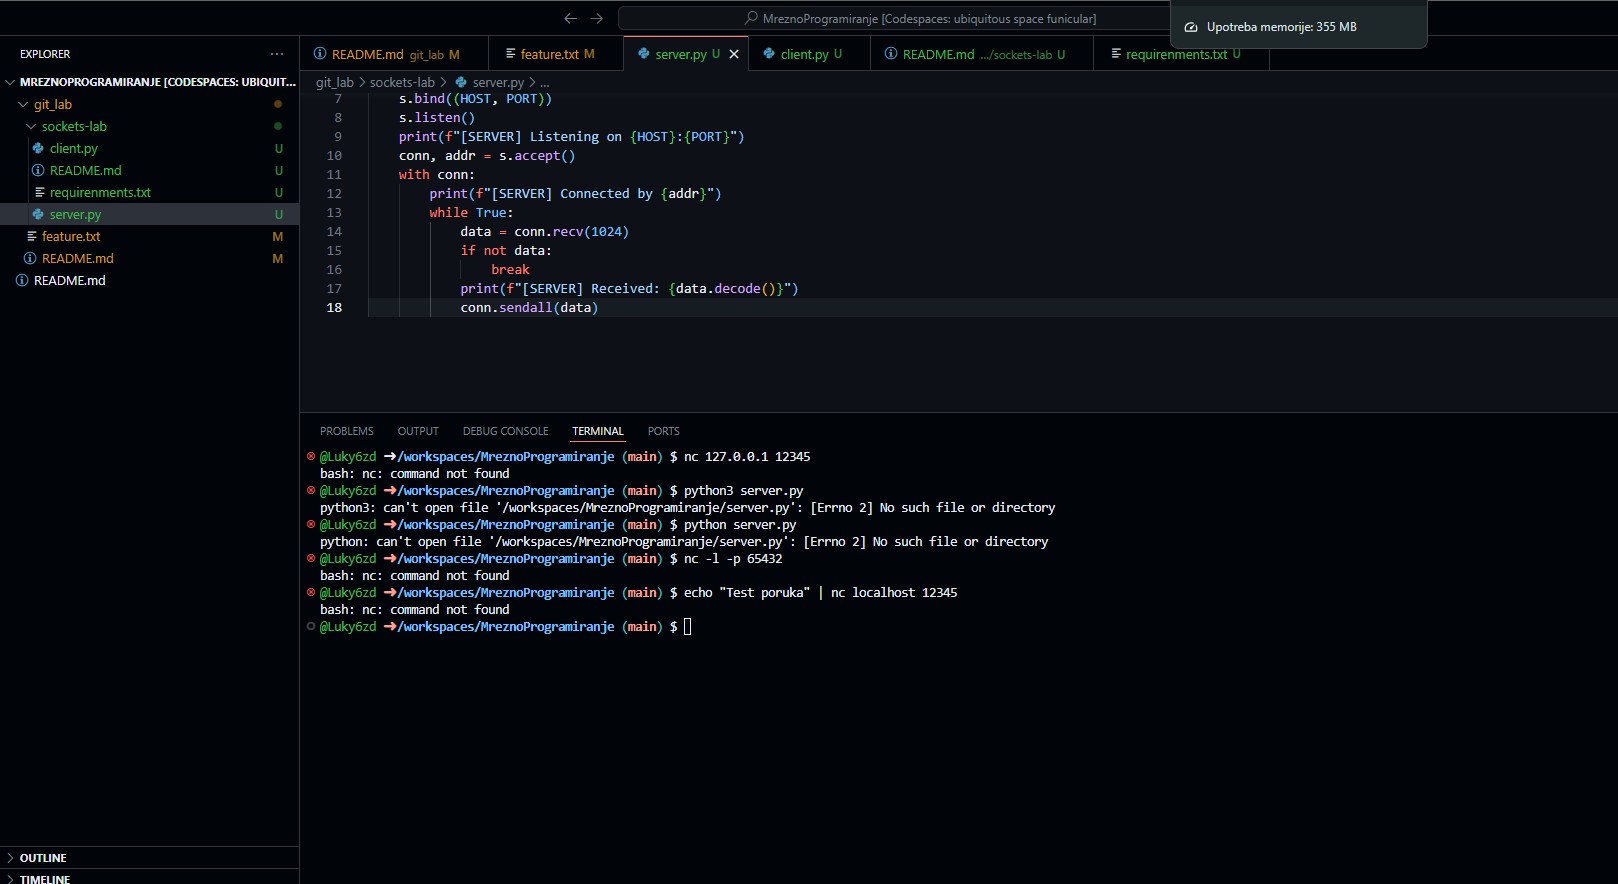 MreznoProgramiranje [Codespaces: ubiquitous space funicular]
Upotreba memorije: 355 MB
EXPLORER
MREZNOPROGRAMIRANJE [CODESPACES: UBIQUIT...
git_lab
sockets-lab
client.py U
README.md U
requirenments.txt U
server.py U
feature.txt M
README.md M
README.md
OUTLINE
TIMELINE
README.md git_lab M
feature.txt M
server.py U
client.py U
README.md .../sockets-lab U
requirenments.txt U
git_lab > sockets-lab > server.py > ...
7 s.bind((HOST, PORT))
8 s.listen()
9 print(f"[SERVER] Listening on {HOST}:{PORT}")
10 conn, addr = s.accept()
11 with conn:
12 print(f"[SERVER] Connected by {addr}")
13 while True:
14 data = conn.recv(1024)
15 if not data:
16 break
17 print(f"[SERVER] Received: {data.decode()}")
18 conn.sendall(data)
PROBLEMS OUTPUT DEBUG CONSOLE TERMINAL PORTS
@Luky6zd ➜/workspaces/MreznoProgramiranje (main) $ nc 127.0.0.1 12345
bash: nc: command not found
@Luky6zd ➜/workspaces/MreznoProgramiranje (main) $ python3 server.py
python3: can't open file '/workspaces/MreznoProgramiranje/server.py': [Errno 2] No such file or directory
@Luky6zd ➜/workspaces/MreznoProgramiranje (main) $ python server.py
python: can't open file '/workspaces/MreznoProgramiranje/server.py': [Errno 2] No such file or directory
@Luky6zd ➜/workspaces/MreznoProgramiranje (main) $ nc -l -p 65432
bash: nc: command not found
@Luky6zd ➜/workspaces/MreznoProgramiranje (main) $ echo "Test poruka" | nc localhost 12345
bash: nc: command not found
@Luky6zd ➜/workspaces/MreznoProgramiranje (main) $